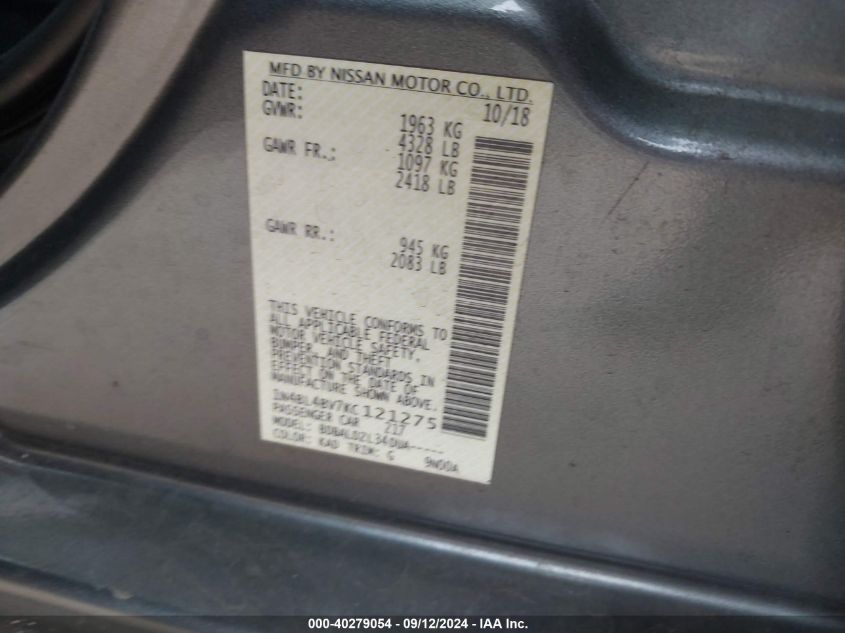 MFD BY NISSAN MOTOR CO., LTD.
DATE: 10/18
GVWR: 1963 KG
4328 LB
GAWR FR.: 1097 KG
2418 LB
GAWR RR.: 945 KG
2083 LB
THIS VEHICLE CONFORMS TO
ALL APPLICABLE FEDERAL
MOTOR VEHICLE SAFETY,
BUMPER, AND THEFT
PREVENTION STANDARDS IN
EFFECT ON THE DATE OF
MANUFACTURE SHOWN ABOVE.
1N4BL4BV7KC121275
PASSENGER CAR 217
MODEL: BDBALDZL34DUA-----
COLOR: KAD TRIM: G 9N00A
000-40279054 - 09/12/2024 - IAA Inc.